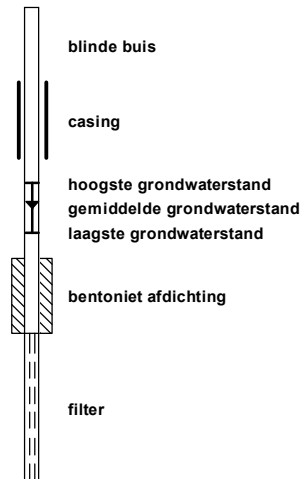 blinde buis
casing
hoogste grondwaterstand
gemiddelde grondwaterstand
laagste grondwaterstand
bentoniet afdichting
filter